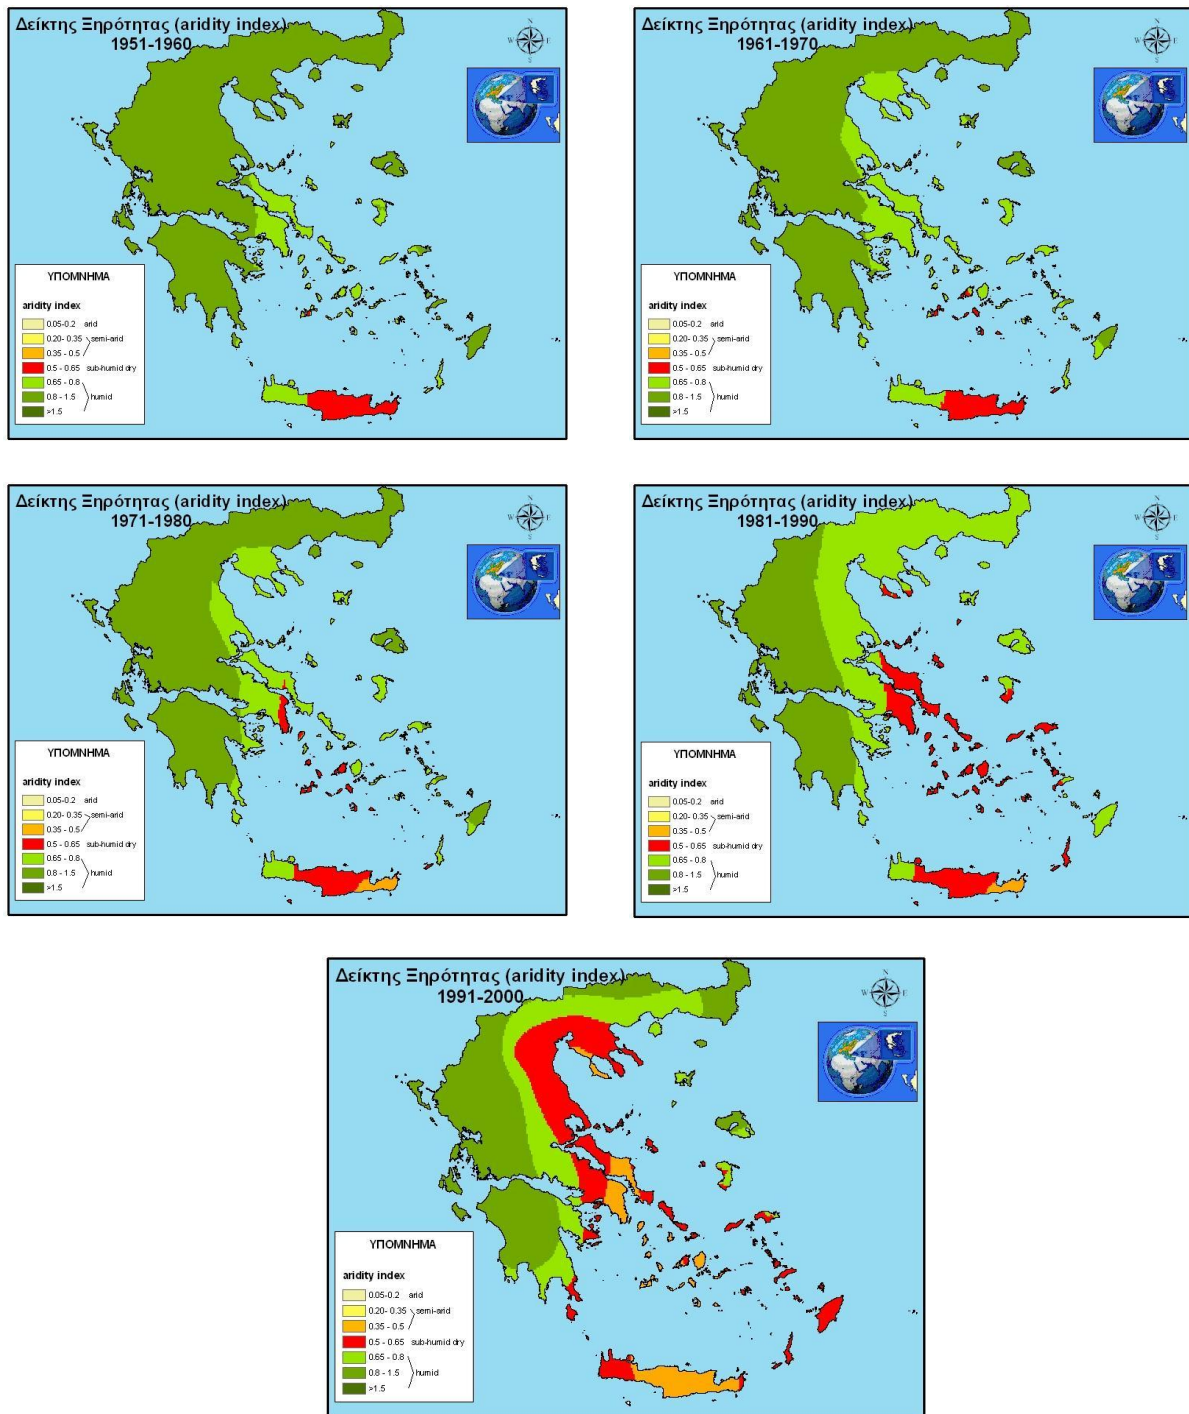 Δείκτης Ξηρότητας (aridity index)
1951-1960
N
W E
S
ΥΠΟΜΝΗΜΑ
aridity index
0.05-0.2 arid
0.20- 0.35 semi-arid
0.35 - 0.5
0.5 - 0.65 sub-humid dry
0.65 - 0.8
0.8 - 1.5 humid
>1.5
Δείκτης Ξηρότητας (aridity index)
1961-1970
N
W E
S
ΥΠΟΜΝΗΜΑ
aridity index
0.05-0.2 arid
0.20- 0.35 semi-arid
0.35 - 0.5
0.5 - 0.65 sub-humid dry
0.65 - 0.8
0.8 - 1.5 humid
>1.5
Δείκτης Ξηρότητας (aridity index)
1971-1980
N
W E
S
ΥΠΟΜΝΗΜΑ
aridity index
0.05-0.2 arid
0.20- 0.35 semi-arid
0.35 - 0.5
0.5 - 0.65 sub-humid dry
0.65 - 0.8
0.8 - 1.5 humid
>1.5
Δείκτης Ξηρότητας (aridity index)
1981-1990
N
W E
S
ΥΠΟΜΝΗΜΑ
aridity index
0.05-0.2 arid
0.20- 0.35 semi-arid
0.35 - 0.5
0.5 - 0.65 sub-humid dry
0.65 - 0.8
0.8 - 1.5 humid
>1.5
Δείκτης Ξηρότητας (aridity index)
1991-2000
N
W E
S
ΥΠΟΜΝΗΜΑ
aridity index
0.05-0.2 arid
0.20- 0.35 semi-arid
0.35 - 0.5
0.5 - 0.65 sub-humid dry
0.65 - 0.8
0.8 - 1.5 humid
>1.5